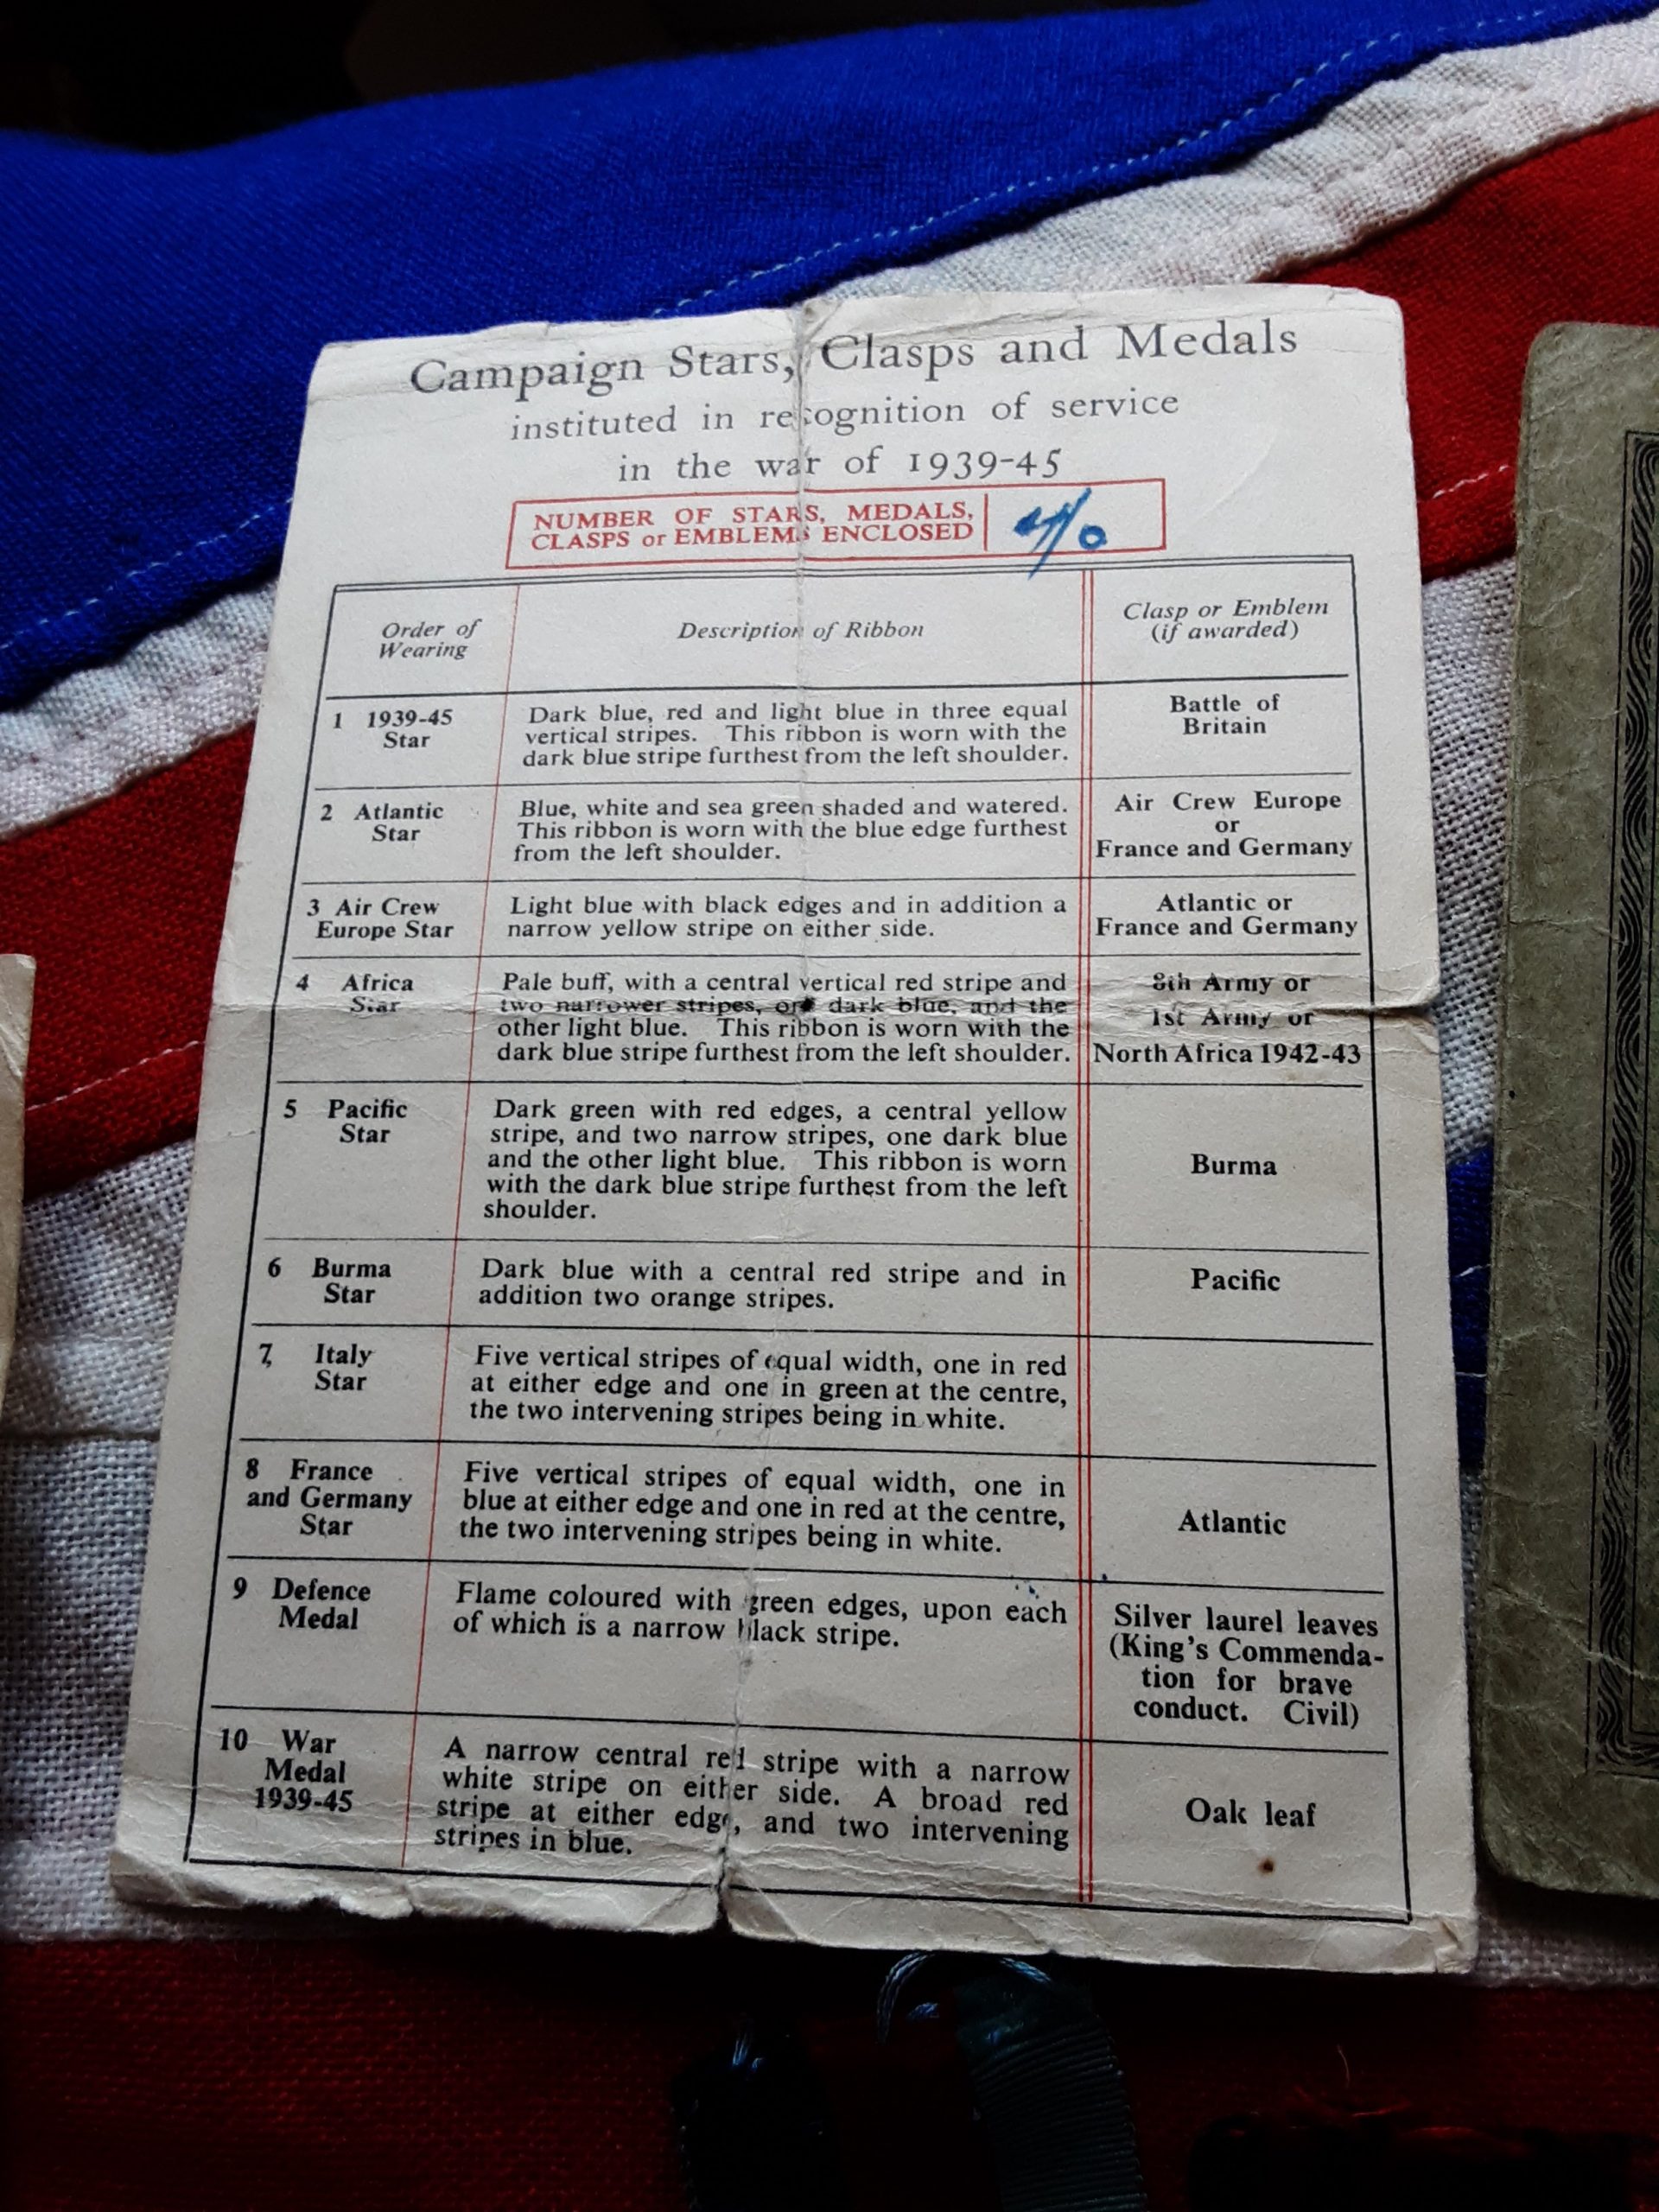 Campaign Stars, Clasps and Medals
instituted in recognition of service
in the war of 1939-45
NUMBER OF STARS, MEDALS,
CLASPS or EMBLEMS ENCLOSED
4/0
Order of
Wearing
Description of Ribbon
Clasp or Emblem
(if awarded)
1 1939-45
Star
Dark blue, red and light blue in three equal
vertical stripes. This ribbon is worn with the
dark blue stripe furthest from the left shoulder.
Battle of
Britain
2 Atlantic
Star
Blue, white and sea green shaded and watered.
This ribbon is worn with the blue edge furthest
from the left shoulder.
Air Crew Europe
or
France and Germany
3 Air Crew
Europe Star
Light blue with black edges and in addition a
narrow yellow stripe on either side.
Atlantic or
France and Germany
4 Africa
Star
Pale buff, with a central vertical red stripe and
two narrower stripes, one dark blue, and the
other light blue. This ribbon is worn with the
dark blue stripe furthest from the left shoulder.
8th Army or
1st Army or
North Africa 1942-43
5 Pacific
Star
Dark green with red edges, a central yellow
stripe, and two narrow stripes, one dark blue
and the other light blue. This ribbon is worn
with the dark blue stripe furthest from the left
shoulder.
Burma
6 Burma
Star
Dark blue with a central red stripe and in
addition two orange stripes.
Pacific
7, Italy
Star
Five vertical stripes of equal width, one in red
at either edge and one in green at the centre,
the two intervening stripes being in white.
8 France
and Germany
Star
Five vertical stripes of equal width, one in
blue at either edge and one in red at the centre,
the two intervening stripes being in white.
Atlantic
9 Defence
Medal
Flame coloured with green edges, upon each
of which is a narrow black stripe.
Silver laurel leaves
(King's Commenda-
tion for brave
conduct. Civil)
10 War
Medal
1939-45
A narrow central red stripe with a narrow
white stripe on either side. A broad red
stripe at either edge, and two intervening
stripes in blue.
Oak leaf